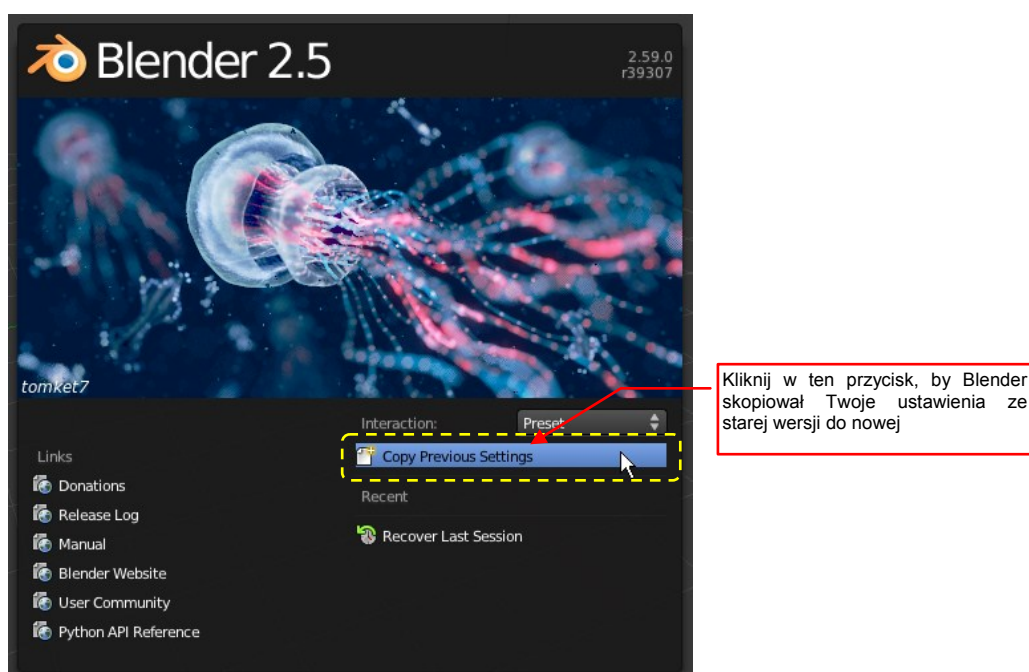 Blender 2.5
2.59.0
r39307
tomket7
Interaction:
Preset
Copy Previous Settings
Recent
Recover Last Session
Links
Donations
Release Log
Manual
Blender Website
User Community
Python API Reference
Kliknij w ten przycisk, by Blender
skopiował Twoje ustawienia ze
starej wersji do nowej